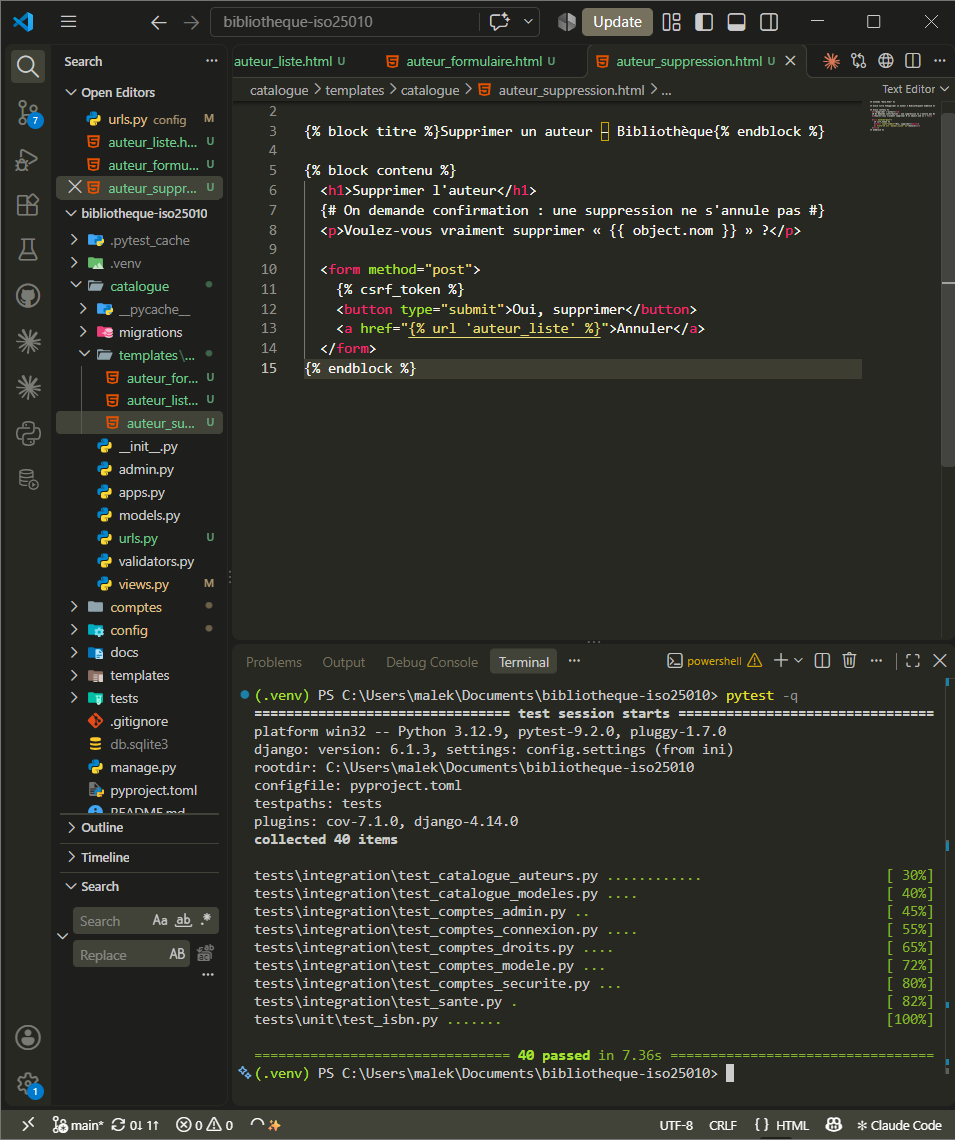 bibliotheque-iso25010
Update
Search
auteur_liste.html U
auteur_formulaire.html U
auteur_suppression.html U
catalogue > templates > catalogue > auteur_suppression.html > ...
Text Editor
Open Editors
urls.py config M
auteur_liste.h... U
auteur_formu... U
auteur_suppr... U
bibliotheque-iso25010
.pytest_cache
.venv
catalogue
__pycache__
migrations
templates\...
auteur_for... U
auteur_list... U
auteur_su... U
__init__.py
admin.py
apps.py
models.py
urls.py U
validators.py
views.py M
comptes
config
docs
templates
tests
.gitignore
db.sqlite3
manage.py
pyproject.toml
README.md
Outline
Timeline
Search
Search Aa ab .*
Replace AB
7
1
2
3 {% block titre %}Supprimer un auteur – Bibliothèque{% endblock %}
4
5 {% block contenu %}
6 <h1>Supprimer l'auteur</h1>
7 {# On demande confirmation : une suppression ne s'annule pas #}
8 <p>Voulez-vous vraiment supprimer « {{ object.nom }} » ?</p>
9
10 <form method="post">
11 {% csrf_token %}
12 <button type="submit">Oui, supprimer</button>
13 <a href="{% url 'auteur_liste' %}">Annuler</a>
14 </form>
15 {% endblock %}
Problems Output Debug Console Terminal ... powershell
(.venv) PS C:\Users\malek\Documents\bibliotheque-iso25010> pytest -q
================================ test session starts ================================
platform win32 -- Python 3.12.9, pytest-9.2.0, pluggy-1.7.0
django: version: 6.1.3, settings: config.settings (from ini)
rootdir: C:\Users\malek\Documents\bibliotheque-iso25010
configfile: pyproject.toml
testpaths: tests
plugins: cov-7.1.0, django-4.14.0
collected 40 items
tests\integration\test_catalogue_auteurs.py ............ [ 30%]
tests\integration\test_catalogue_modeles.py .... [ 40%]
tests\integration\test_comptes_admin.py .. [ 45%]
tests\integration\test_comptes_connexion.py .... [ 55%]
tests\integration\test_comptes_droits.py .... [ 65%]
tests\integration\test_comptes_modele.py ... [ 72%]
tests\integration\test_comptes_securite.py ... [ 80%]
tests\integration\test_sante.py . [ 82%]
tests\unit\test_isbn.py ....... [100%]
================================ 40 passed in 7.36s =================================
(.venv) PS C:\Users\malek\Documents\bibliotheque-iso25010>
main* 0↓ 1↑ 0 0 UTF-8 CRLF { } HTML Claude Code